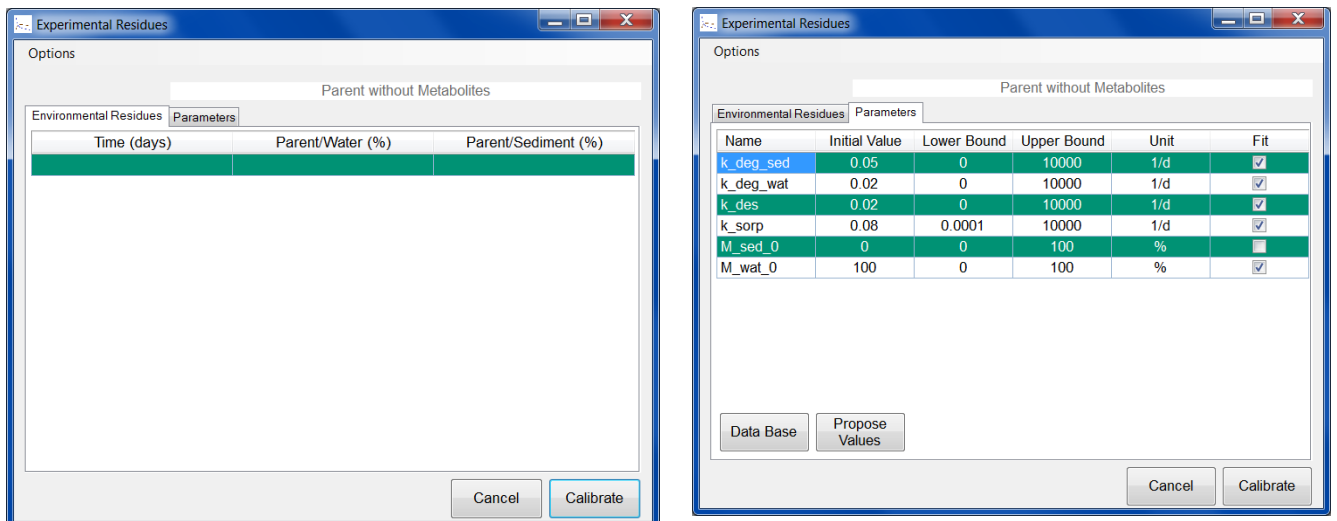 Experimental Residues
Options
Parent without Metabolites
Environmental Residues Parameters
Time (days) Parent/Water (%) Parent/Sediment (%)
Cancel Calibrate
Experimental Residues
Options
Parent without Metabolites
Environmental Residues Parameters
Name Initial Value Lower Bound Upper Bound Unit Fit
k_deg_sed 0.05 0 10000 1/d
k_deg_wat 0.02 0 10000 1/d
k_des 0.02 0 10000 1/d
k_sorp 0.08 0.0001 10000 1/d
M_sed_0 0 0 100 %
M_wat_0 100 0 100 %
Data Base Propose
Values
Cancel Calibrate